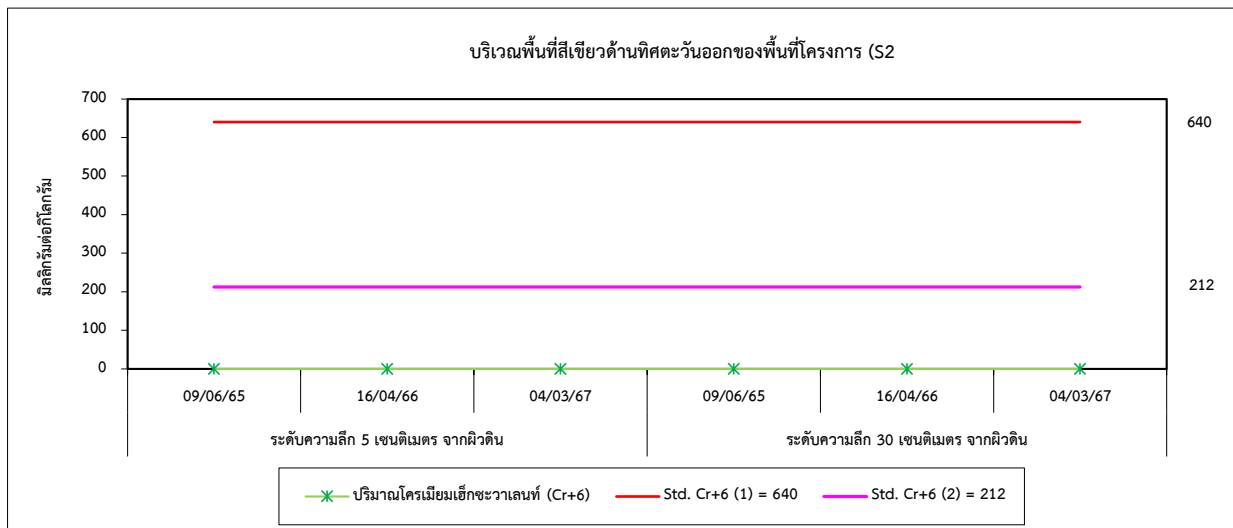 บริเวณพื้นที่สีเขียวด้านทิศตะวันออกของพื้นที่โครงการ (S2
มิลลิกรัมต่อกิโลกรัม
700
600
500
400
300
200
100
0
640
212
09/06/65 16/04/66 04/03/67 09/06/65 16/04/66 04/03/67
ระดับความลึก 5 เซนติเมตร จากผิวดิน ระดับความลึก 30 เซนติเมตร จากผิวดิน
ปริมาณโครเมียมเฮ็กซะวาเลนท์ (Cr+6) Std. Cr+6 (1) = 640 Std. Cr+6 (2) = 212